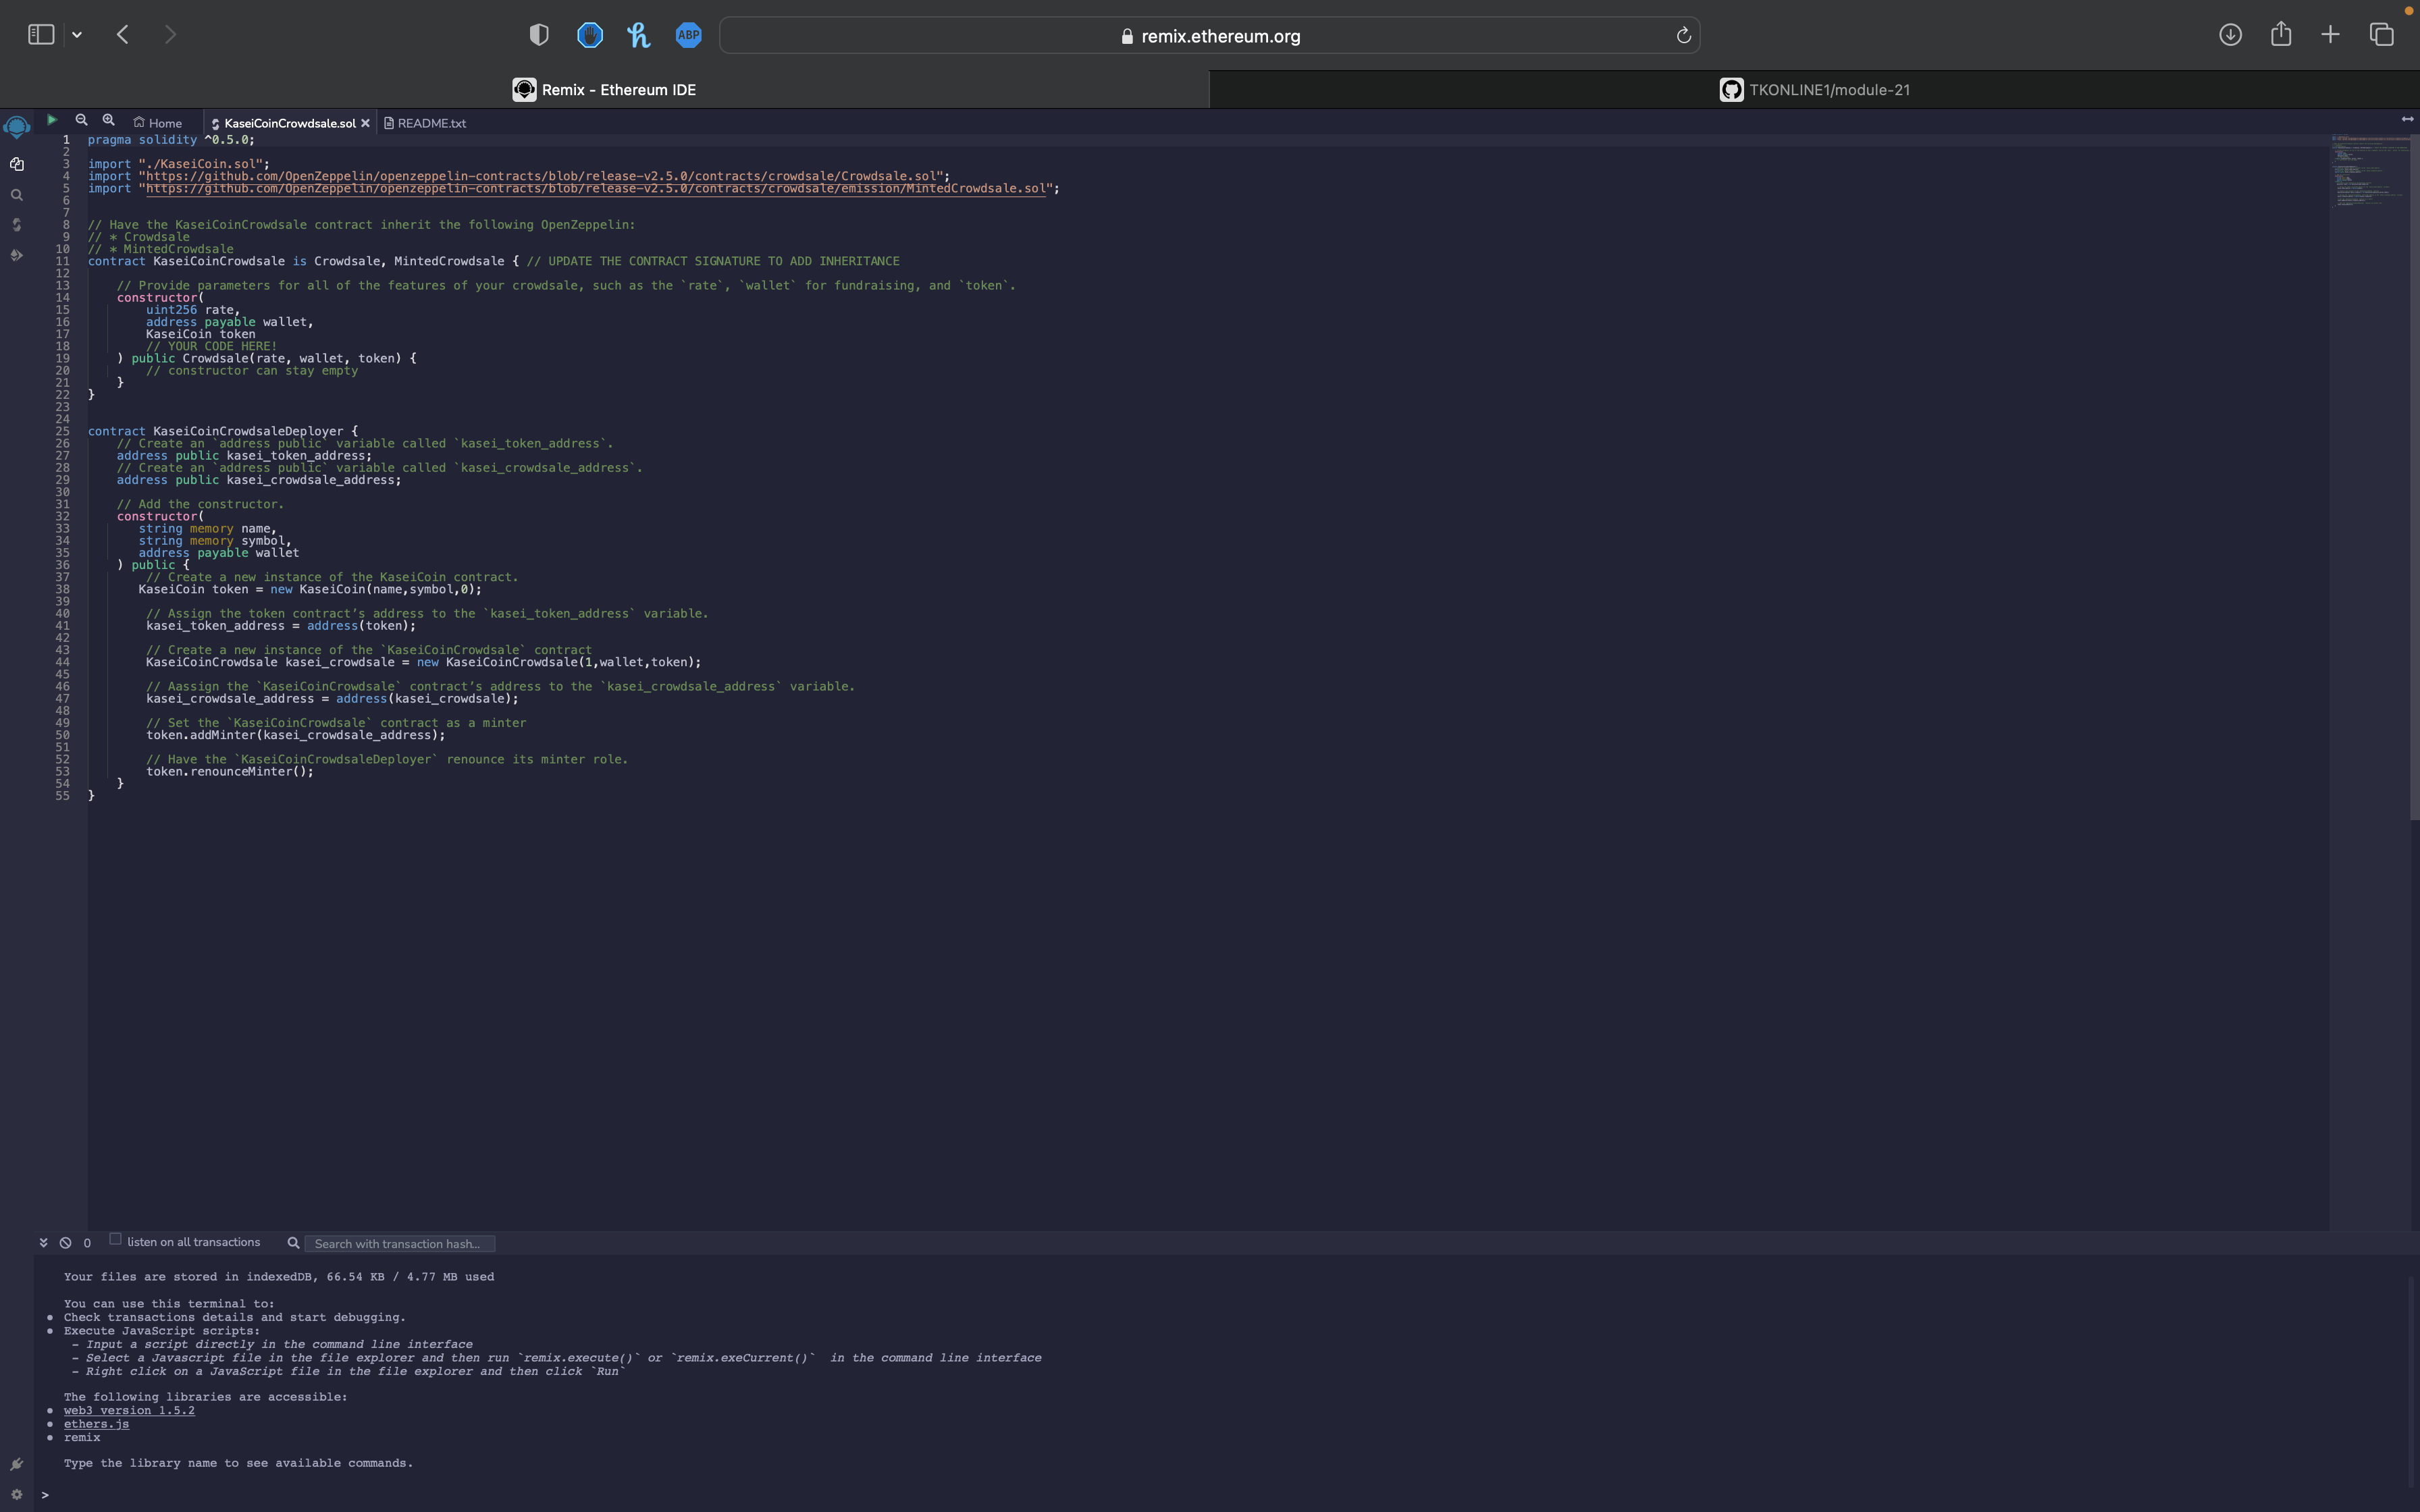 ABP
remix.ethereum.org
Remix - Ethereum IDE
TKONLINE1/module-21
Home
KaseiCoinCrowdsale.sol
README.txt
1 pragma solidity ^0.5.0;
2
3 import "./KaseiCoin.sol";
4 import "https://github.com/OpenZeppelin/openzeppelin-contracts/blob/release-v2.5.0/contracts/crowdsale/Crowdsale.sol";
5 import "https://github.com/OpenZeppelin/openzeppelin-contracts/blob/release-v2.5.0/contracts/crowdsale/emission/MintedCrowdsale.sol";
6
7
8 // Have the KaseiCoinCrowdsale contract inherit the following OpenZeppelin:
9 // * Crowdsale
10 // * MintedCrowdsale
11 contract KaseiCoinCrowdsale is Crowdsale, MintedCrowdsale { // UPDATE THE CONTRACT SIGNATURE TO ADD INHERITANCE
12
13 // Provide parameters for all of the features of your crowdsale, such as the `rate`, `wallet` for fundraising, and `token`.
14 constructor(
15 uint256 rate,
16 address payable wallet,
17 KaseiCoin token
18 // YOUR CODE HERE!
19 ) public Crowdsale(rate, wallet, token) {
20 // constructor can stay empty
21 }
22 }
23
24
25 contract KaseiCoinCrowdsaleDeployer {
26 // Create an `address public` variable called `kasei_token_address`.
27 address public kasei_token_address;
28 // Create an `address public` variable called `kasei_crowdsale_address`.
29 address public kasei_crowdsale_address;
30
31 // Add the constructor.
32 constructor(
33 string memory name,
34 string memory symbol,
35 address payable wallet
36 ) public {
37 // Create a new instance of the KaseiCoin contract.
38 KaseiCoin token = new KaseiCoin(name,symbol,0);
39
40 // Assign the token contract’s address to the `kasei_token_address` variable.
41 kasei_token_address = address(token);
42
43 // Create a new instance of the `KaseiCoinCrowdsale` contract
44 KaseiCoinCrowdsale kasei_crowdsale = new KaseiCoinCrowdsale(1,wallet,token);
45
46 // Aassign the `KaseiCoinCrowdsale` contract’s address to the `kasei_crowdsale_address` variable.
47 kasei_crowdsale_address = address(kasei_crowdsale);
48
49 // Set the `KaseiCoinCrowdsale` contract as a minter
50 token.addMinter(kasei_crowdsale_address);
51
52 // Have the `KaseiCoinCrowdsaleDeployer` renounce its minter role.
53 token.renounceMinter();
54 }
55 }
0 listen on all transactions Search with transaction hash...
Your files are stored in indexedDB, 66.54 KB / 4.77 MB used
You can use this terminal to:
• Check transactions details and start debugging.
• Execute JavaScript scripts:
- Input a script directly in the command line interface
- Select a Javascript file in the file explorer and then run `remix.execute()` or `remix.exeCurrent()` in the command line interface
- Right click on a JavaScript file in the file explorer and then click `Run`
The following libraries are accessible:
• web3 version 1.5.2
• ethers.js
• remix
Type the library name to see available commands.
>